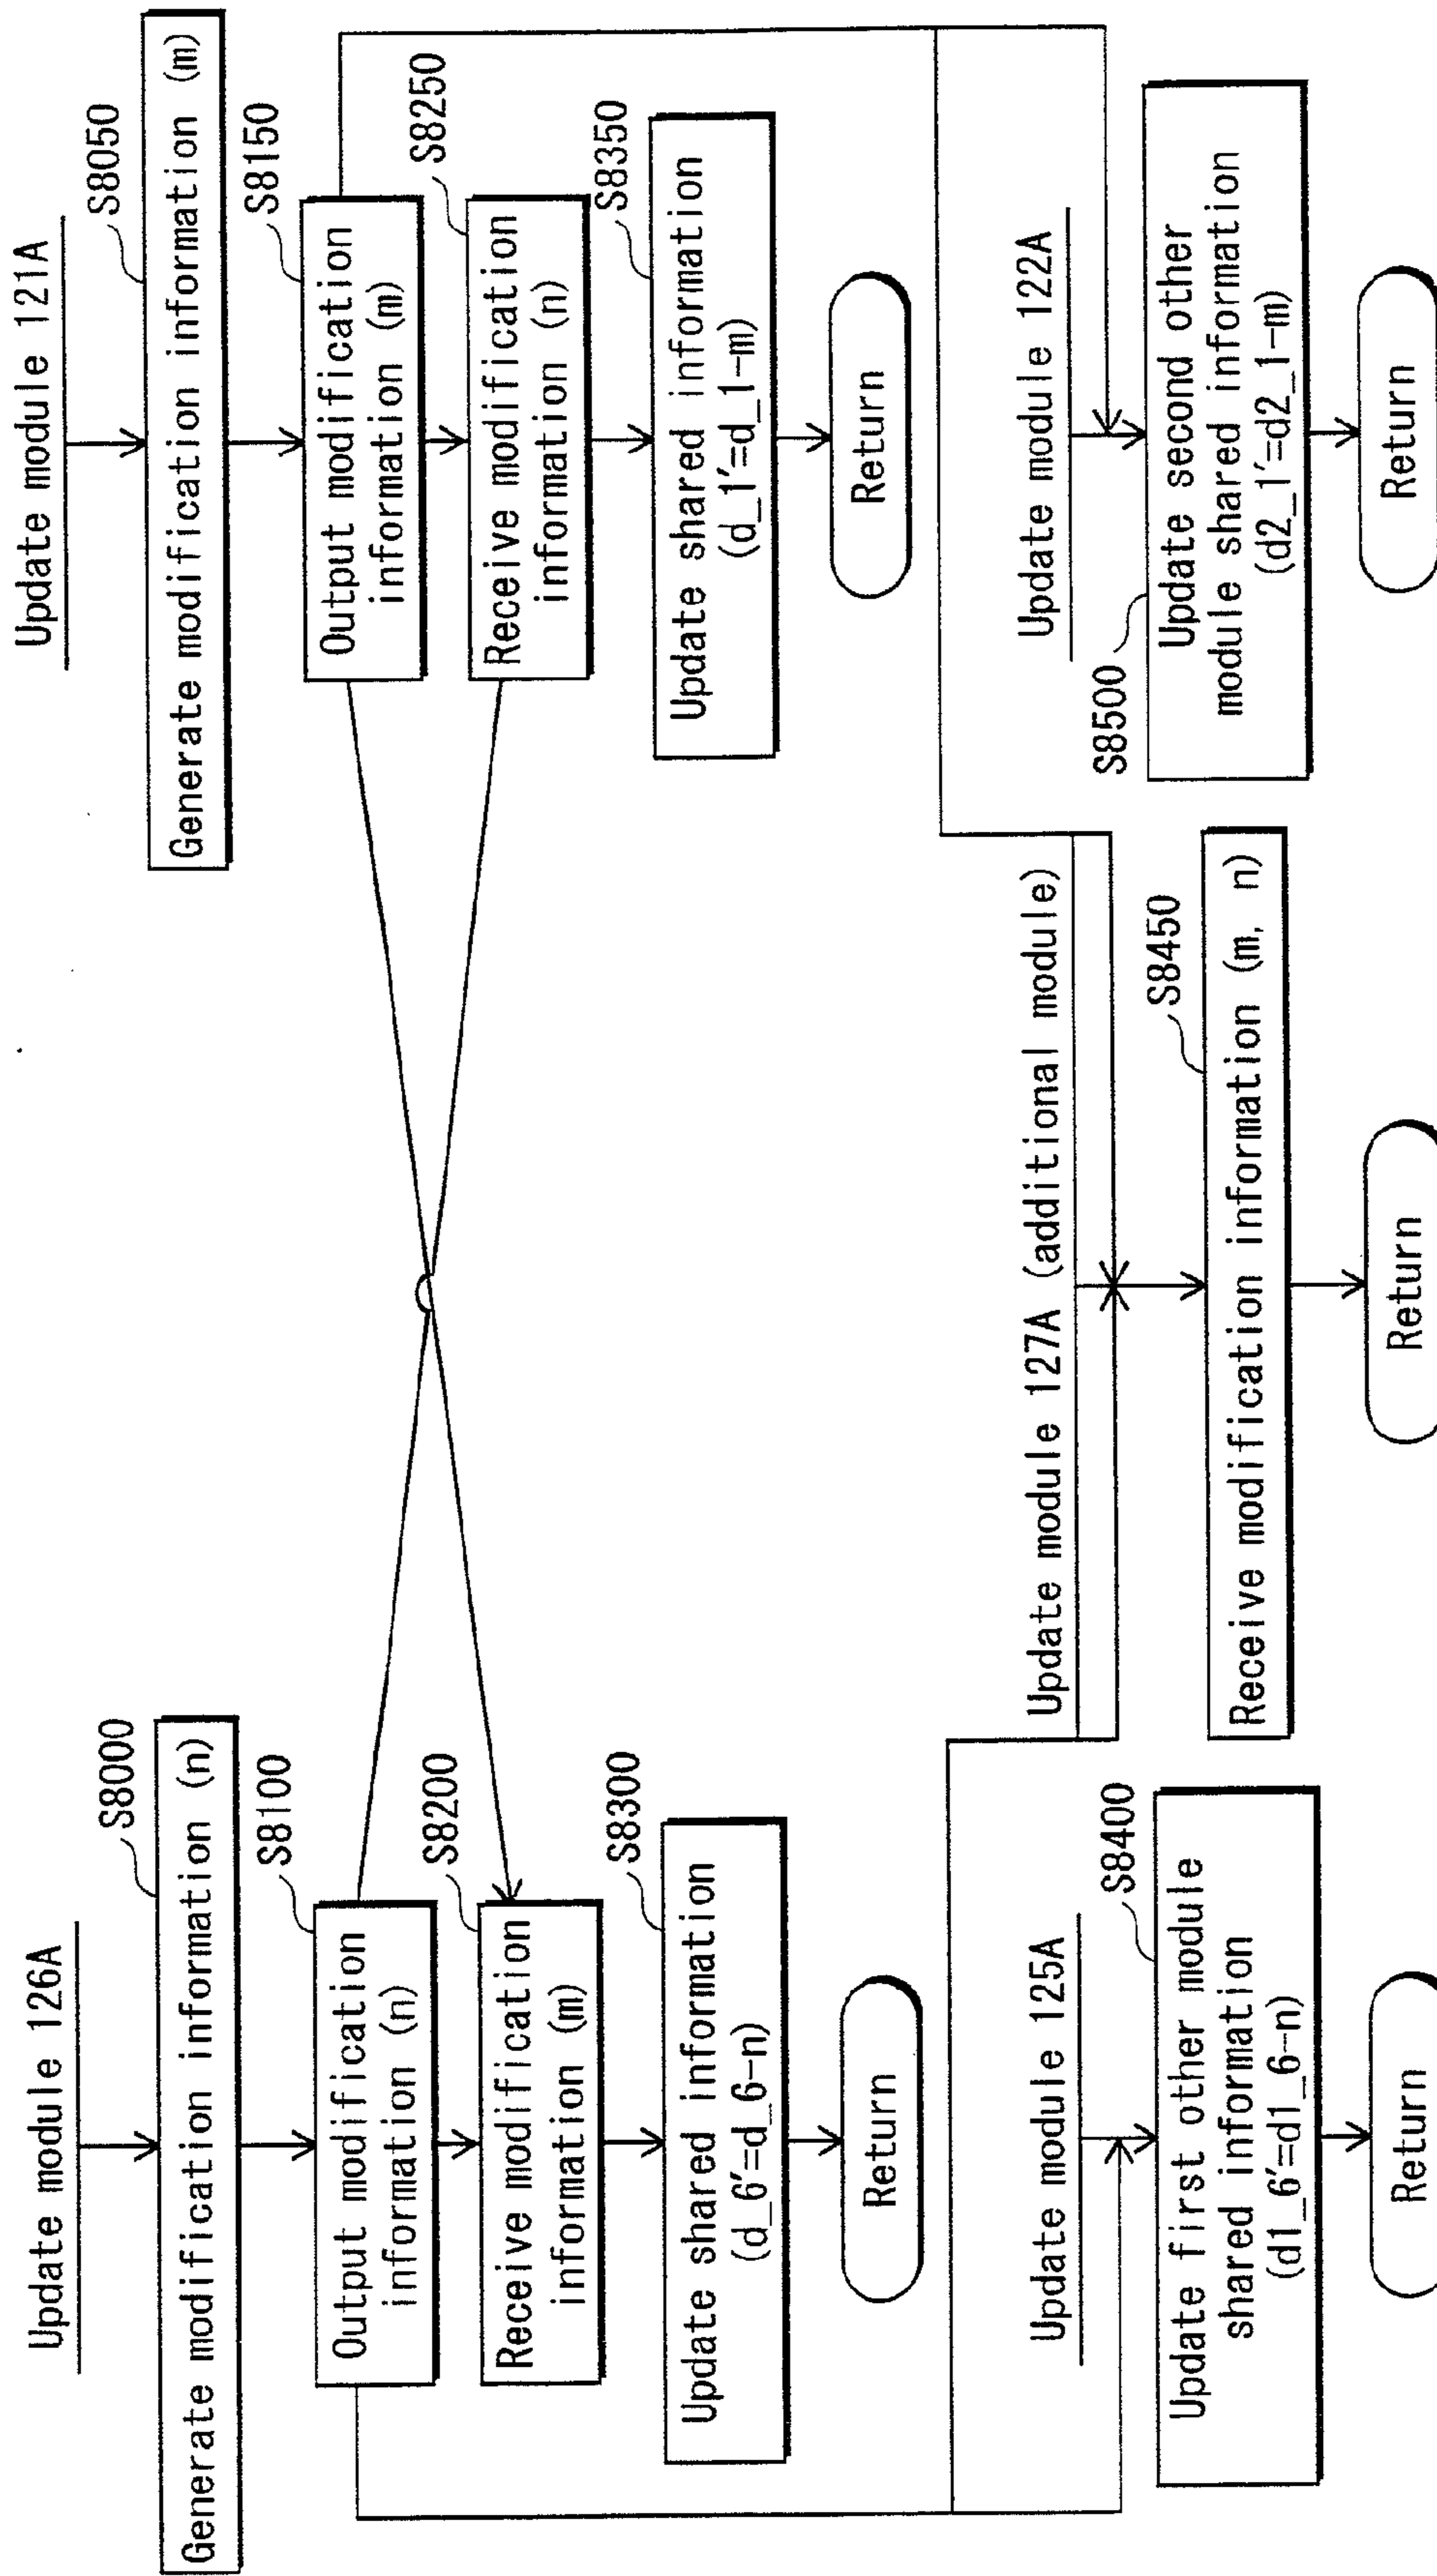 Update module 126A
S8000
Generate modification information (n)
S8100
Output modification
information (n)
S8200
Receive modification
information (m)
S8300
Update shared information
(d_6'=d_6-n)
Return
Update module 121A
S8050
Generate modification information (m)
S8150
Output modification
information (m)
S8250
Receive modification
information (n)
S8350
Update shared information
(d_1'=d_1-m)
Return
Update module 125A
S8400
Update first other module
shared information
(d1_6'=d1_6-n)
Return
Update module 127A (additional module)
S8450
Receive modification information (m, n)
Return
Update module 122A
S8500
Update second other
module shared information
(d2_1'=d2_1-m)
Return